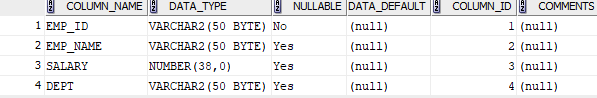 COLUMN_NAME DATA_TYPE NULLABLE DATA_DEFAULT COLUMN_ID COMMENTS
1 EMP_ID VARCHAR2(50 BYTE) No (null) 1 (null)
2 EMP_NAME VARCHAR2(50 BYTE) Yes (null) 2 (null)
3 SALARY NUMBER(38,0) Yes (null) 3 (null)
4 DEPT VARCHAR2(50 BYTE) Yes (null) 4 (null)